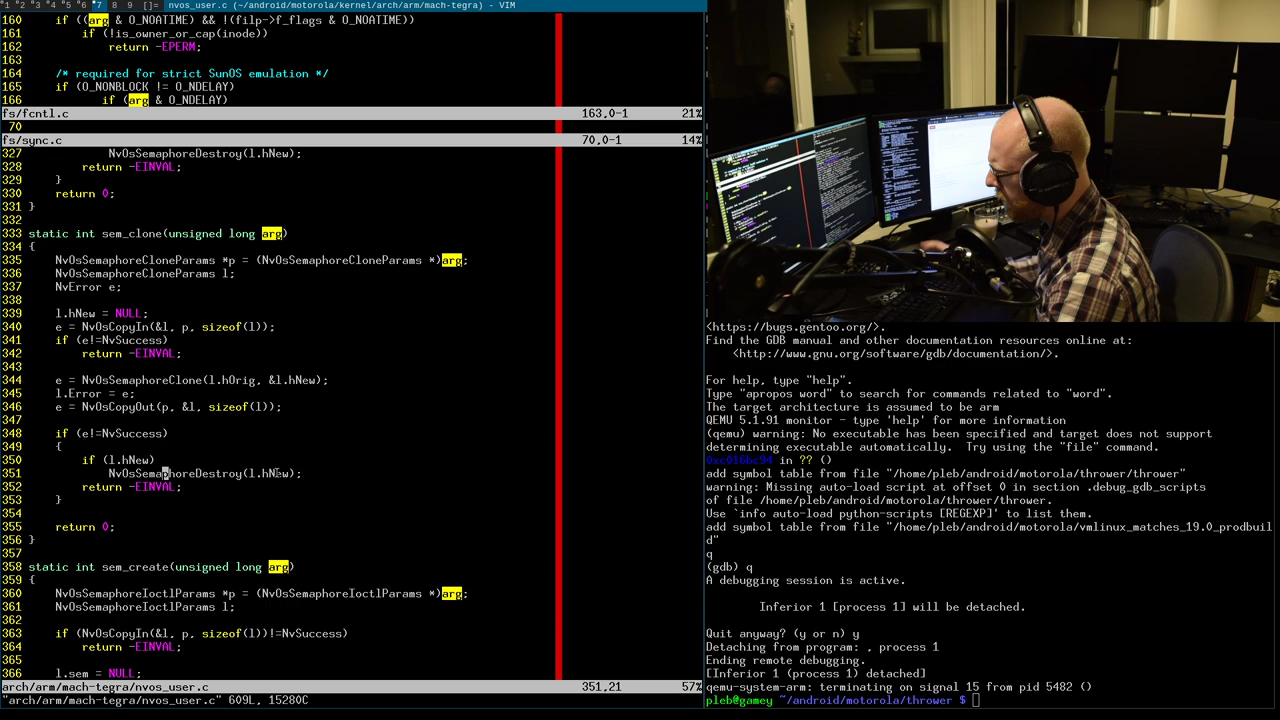 1 2 3 4 5 6 7 8 9 []= nvos_user.c (~/android/motorola/kernel/arch/arm/mach-tegra) - VIM
160 if ((arg & O_NOATIME) && !(filp->f_flags & O_NOATIME))
161 if (!is_owner_or_cap(inode))
162 return -EPERM;
163
164 /* required for strict SunOS emulation */
165 if (O_NONBLOCK != O_NDELAY)
166 if (arg & O_NDELAY)
fs/fcntl.c 163,0-1 21%
70
fs/sync.c 70,0-1 14%
327 NvOsSemaphoreDestroy(l.hNew);
328 return -EINVAL;
329 }
330 return 0;
331 }
332
333 static int sem_clone(unsigned long arg)
334 {
335 NvOsSemaphoreCloneParams *p = (NvOsSemaphoreCloneParams *)arg;
336 NvOsSemaphoreCloneParams l;
337 NvError e;
338
339 l.hNew = NULL;
340 e = NvOsCopyIn(&l, p, sizeof(l));
341 if (e!=NvSuccess)
342 return -EINVAL;
343
344 e = NvOsSemaphoreClone(l.hOrig, &l.hNew);
345 l.Error = e;
346 e = NvOsCopyOut(p, &l, sizeof(l));
347
348 if (e!=NvSuccess)
349 {
350 if (l.hNew)
351 NvOsSemaphoreDestroy(l.hNew);
352 return -EINVAL;
353 }
354
355 return 0;
356 }
357
358 static int sem_create(unsigned long arg)
359 {
360 NvOsSemaphoreIoctlParams *p = (NvOsSemaphoreIoctlParams *)arg;
361 NvOsSemaphoreIoctlParams l;
362
363 if (NvOsCopyIn(&l, p, sizeof(l))!=NvSuccess)
364 return -EINVAL;
365
366 l.sem = NULL;
arch/arm/mach-tegra/nvos_user.c 351,21 57%
"arch/arm/mach-tegra/nvos_user.c" 609L, 15280C
<https://bugs.gentoo.org/>.
Find the GDB manual and other documentation resources online at:
<http://www.gnu.org/software/gdb/documentation/>.
For help, type "help".
Type "apropos word" to search for commands related to "word".
The target architecture is assumed to be arm
QEMU 5.1.91 monitor - type 'help' for more information
(qemu) warning: No executable has been specified and target does not support
determining executable automatically. Try using the "file" command.
0xc016bc94 in ?? ()
add symbol table from file "/home/pleb/android/motorola/thrower/thrower"
warning: Missing auto-load script at offset 0 in section .debug_gdb_scripts
of file /home/pleb/android/motorola/thrower/thrower.
Use `info auto-load python-scripts [REGEXP]' to list them.
add symbol table from file "/home/pleb/android/motorola/vmlinux_matches_19.0_prodbuil
d"
q
(gdb) q
A debugging session is active.
Inferior 1 [process 1] will be detached.
Quit anyway? (y or n) y
Detaching from program: , process 1
Ending remote debugging.
[Inferior 1 (process 1) detached]
qemu-system-arm: terminating on signal 15 from pid 5482 ()
pleb@gamey ~/android/motorola/thrower $